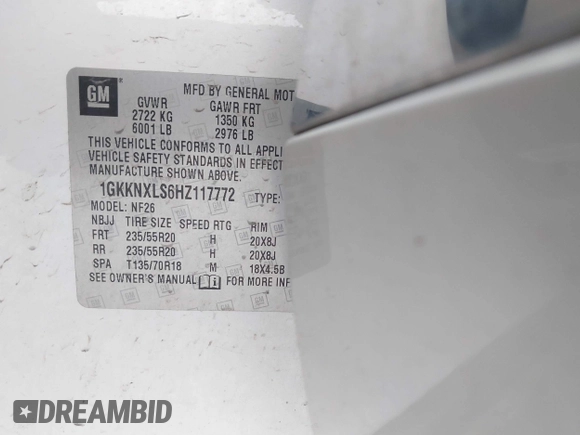 GM
MFD BY GENERAL MOT
GVWR GAWR FRT
2722 KG 1350 KG
6001 LB 2976 LB
THIS VEHICLE CONFORMS TO ALL APPLI
VEHICLE SAFETY STANDARDS IN EFFECT
MANUFACTURE SHOWN ABOVE.
1GKKNXLS6HZ117772 TYPE:
MODEL: NF26
NBJJ TIRE SIZE SPEED RTG RIM
FRT 235/55R20 H 20X8J
RR 235/55R20 H 20X8J
SPA T135/70R18 M 18X4.5B
SEE OWNER'S MANUAL FOR MORE INF
DREAMBID